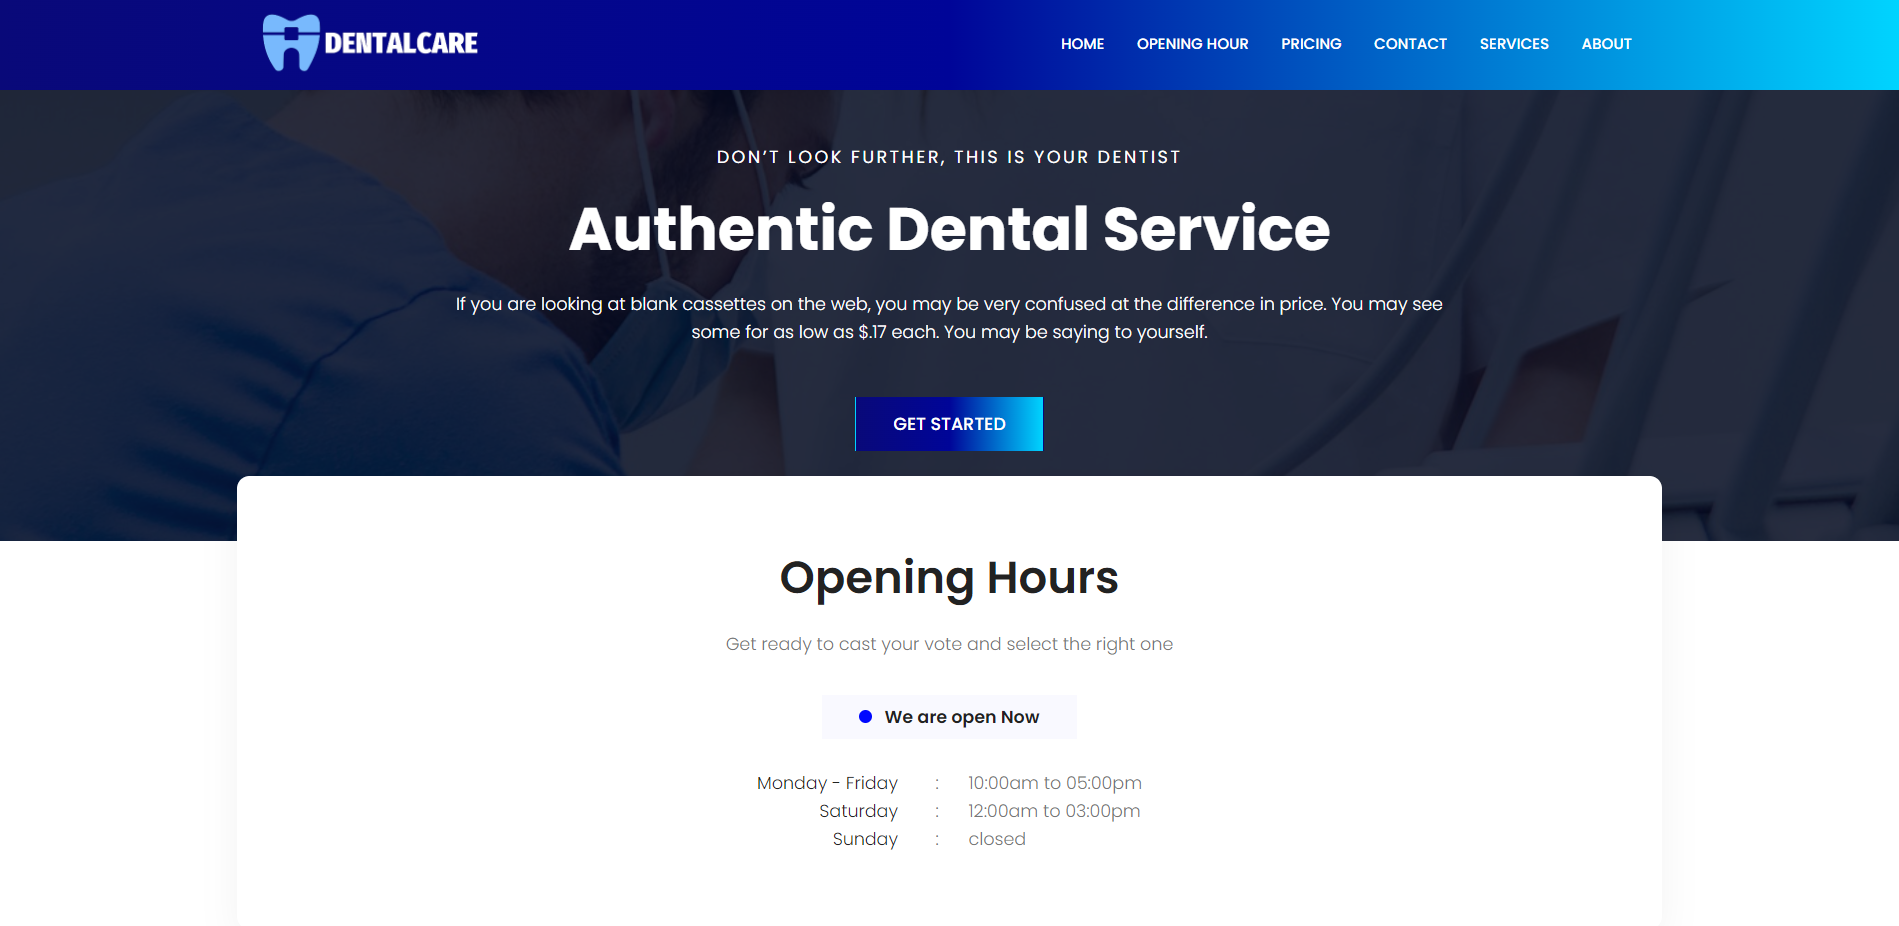 DENTALCARE
HOME OPENING HOUR PRICING CONTACT SERVICES ABOUT
DON'T LOOK FURTHER, THIS IS YOUR DENTIST
Authentic Dental Service
If you are looking at blank cassettes on the web, you may be very confused at the difference in price. You may see
some for as low as $.17 each. You may be saying to yourself.
GET STARTED
Opening Hours
Get ready to cast your vote and select the right one
We are open Now
Monday - Friday : 10:00am to 05:00pm
Saturday : 12:00am to 03:00pm
Sunday : closed